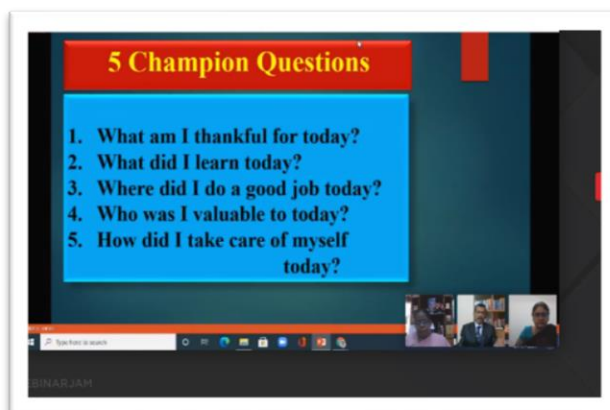 5 Champion Questions
1. What am I thankful for today?
2. What did I learn today?
3. Where did I do a good job today?
4. Who was I valuable to today?
5. How did I take care of myself
today?
Type here to search
EBINARJAM